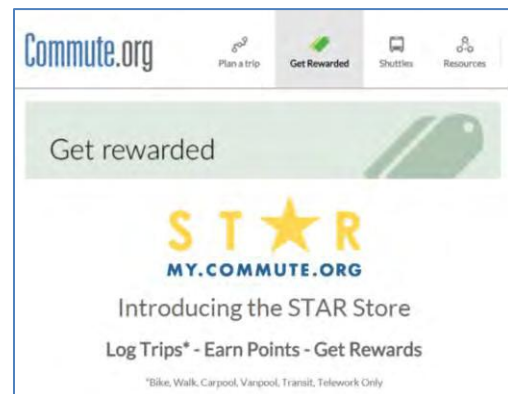 Commute.org
Plan a trip
Get Rewarded
Shuttles
Resources
Get rewarded
ST★R
MY.COMMUTE.ORG
Introducing the STAR Store
Log Trips* - Earn Points - Get Rewards
*Bike, Walk, Carpool, Vanpool, Transit, Telework Only